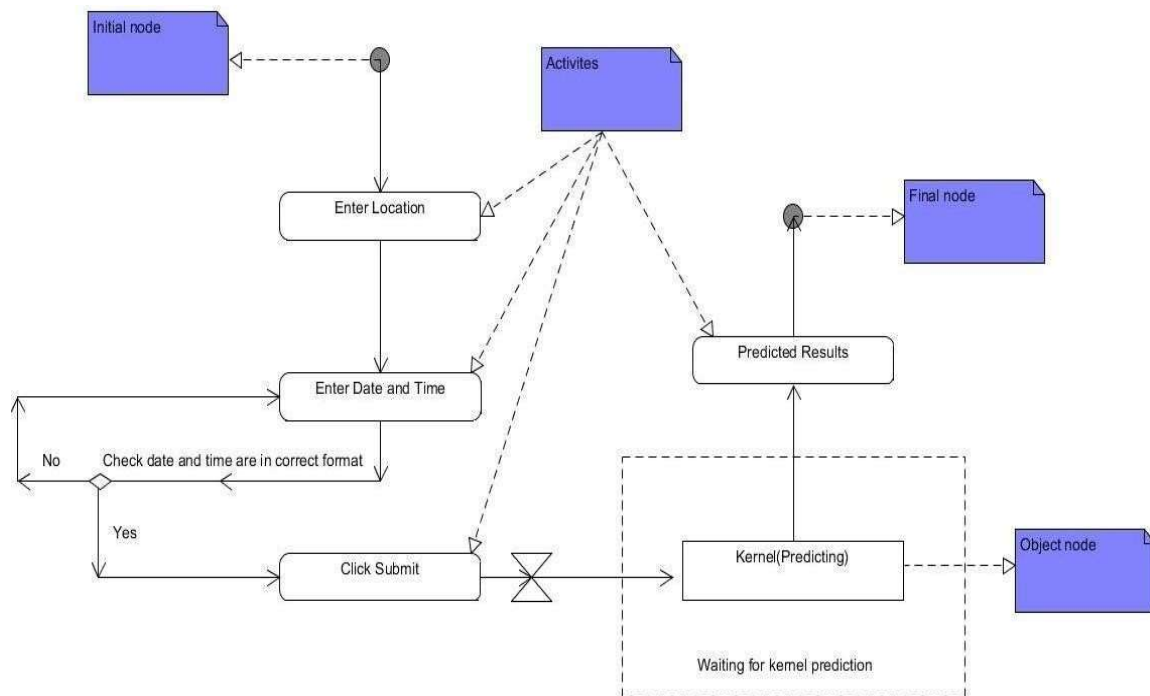 Initial node
Activites
Enter Location
Final node
Predicted Results
Enter Date and Time
No
Check date and time are in correct format
Yes
Click Submit
Kernel(Predicting)
Object node
Waiting for kernel prediction